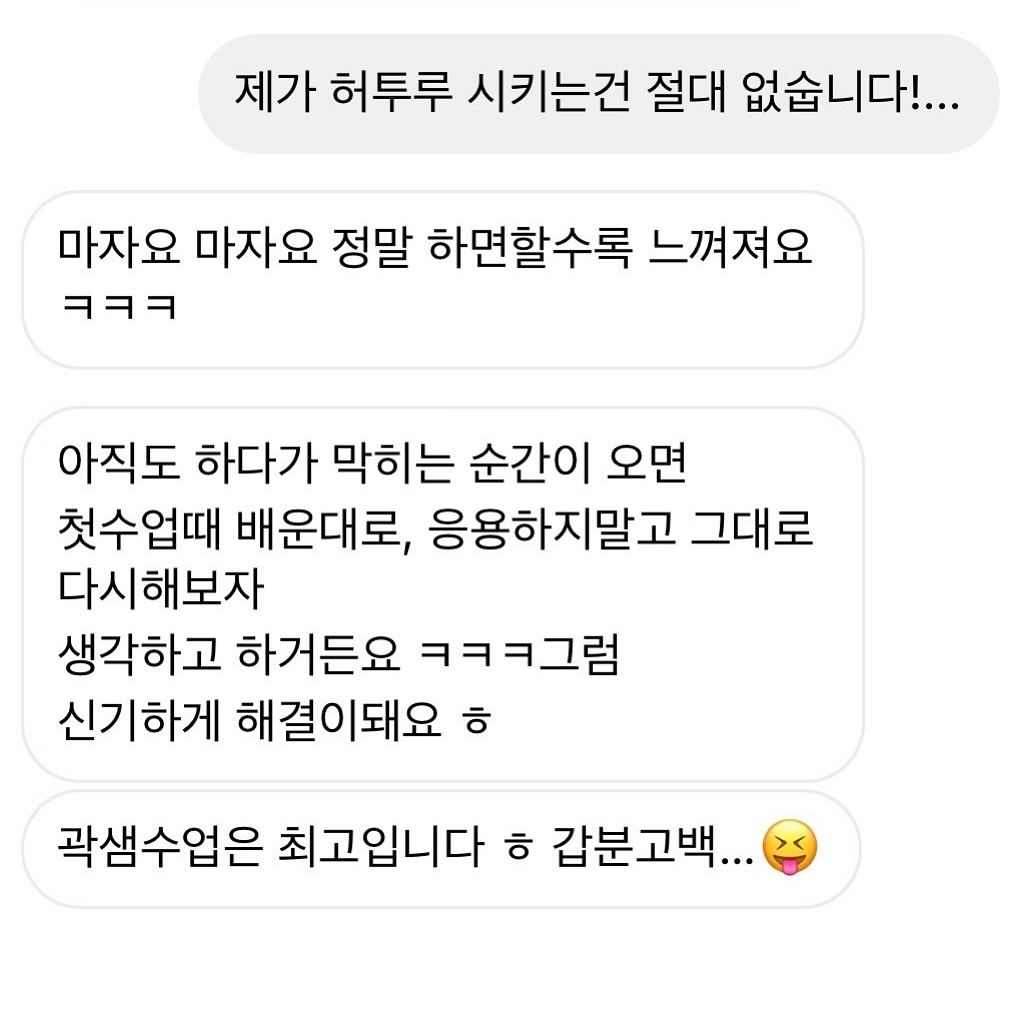 제가 허투루 시키는건 절대 없숩니다!...
마자요 마자요 정말 하면할수록 느껴져요
ㅋㅋㅋ
아직도 하다가 막히는 순간이 오면
첫수업때 배운대로, 응용하지말고 그대로
다시해보자
생각하고 하거든요 ㅋㅋㅋ그럼
신기하게 해결이돼요 ㅎ
곽샘수업은 최고입니다 ㅎ 갑분고백...😝